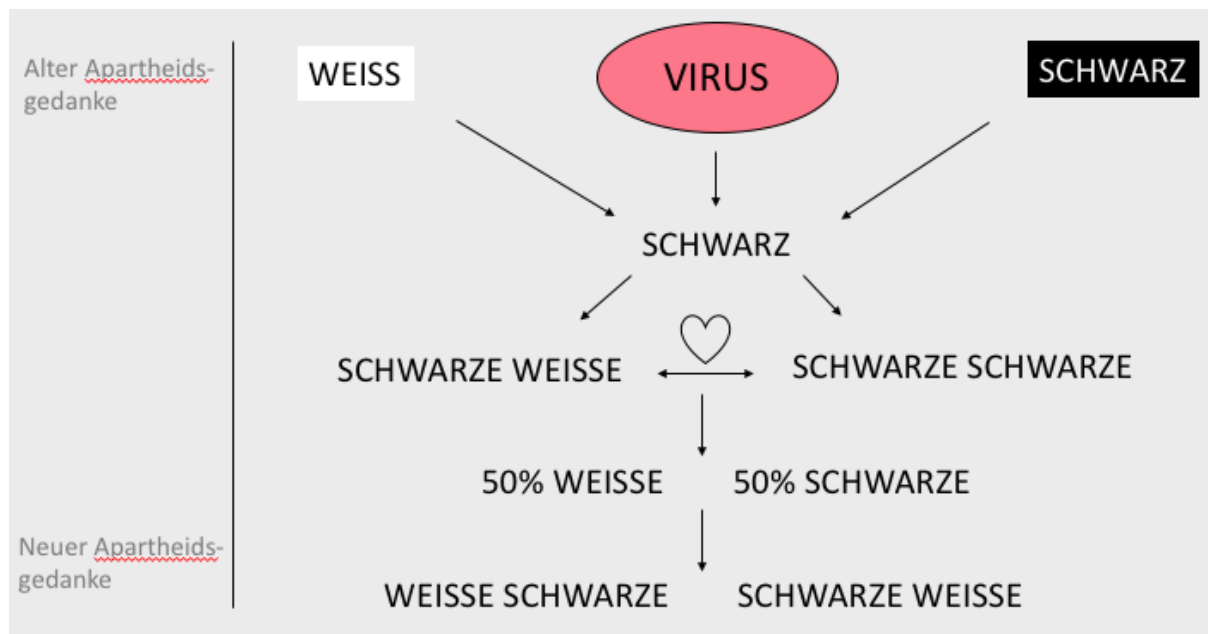 Alter Apartheids-
gedanke
WEISS
VIRUS
SCHWARZ
SCHWARZ
SCHWARZE WEISSE
SCHWARZE SCHWARZE
50% WEISSE
50% SCHWARZE
Neuer Apartheids-
gedanke
WEISSE SCHWARZE
SCHWARZE WEISSE